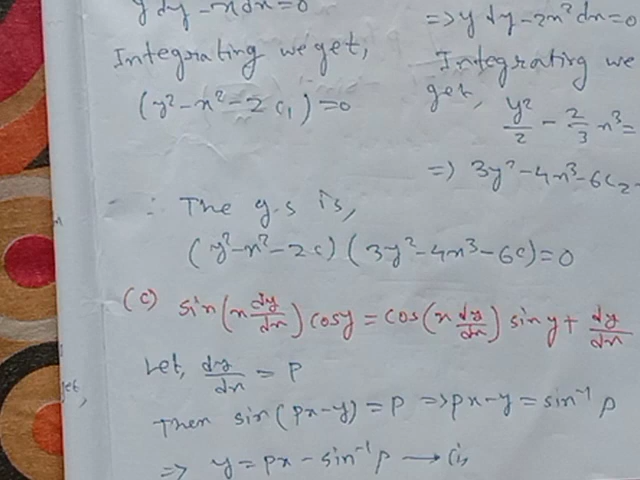 y dy - x dx = 0
Integrating we get,
(y² - x² - 2c₁) = 0
⇒ y dy - 2x² dx = 0
Integrating we
get, y²/2 - 2/3 x³ =
⇒ 3y² - 4x³ - 6c₂
∴ The g.s is,
(y² - x² - 2c) (3y² - 4x³ - 6c) = 0
(c) sin(x dy/dx) cosy = cos(x dy/dx) siny + dy/dx
Let, dy/dx = P
Then sin(px-y) = P ⇒ px-y = sin⁻¹ p
⇒ y = px - sin⁻¹p → (i)